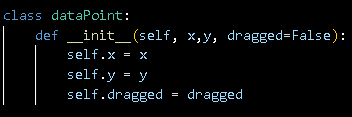 class dataPoint:
    def __init__(self, x,y, dragged=False):
        self.x = x
        self.y = y
        self.dragged = dragged